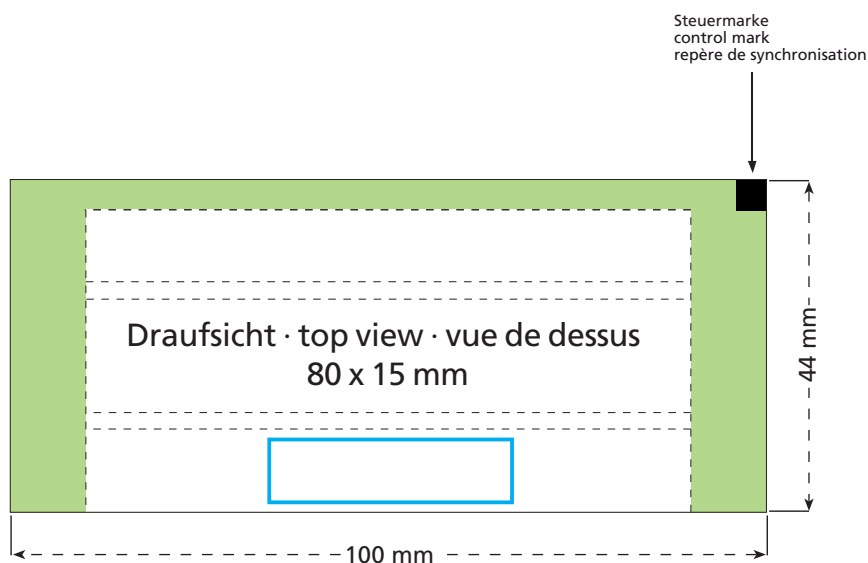 Steuermarke
control mark
repère de synchronisation
Draufsicht · top view · vue de dessus
80 x 15 mm
44 mm
100 mm